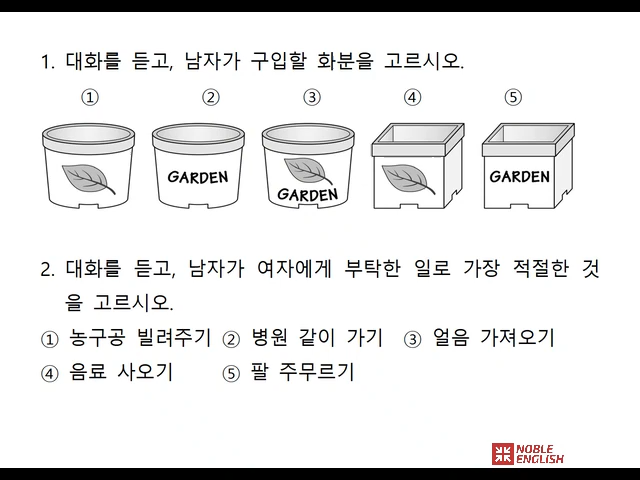 1. 대화를 듣고, 남자가 구입할 화분을 고르시오.
① ② ③ ④ ⑤
GARDEN GARDEN GARDEN
2. 대화를 듣고, 남자가 여자에게 부탁한 일로 가장 적절한 것
을 고르시오.
① 농구공 빌려주기 ② 병원 같이 가기 ③ 얼음 가져오기
④ 음료 사오기 ⑤ 팔 주무르기
NOBLE
ENGLISH